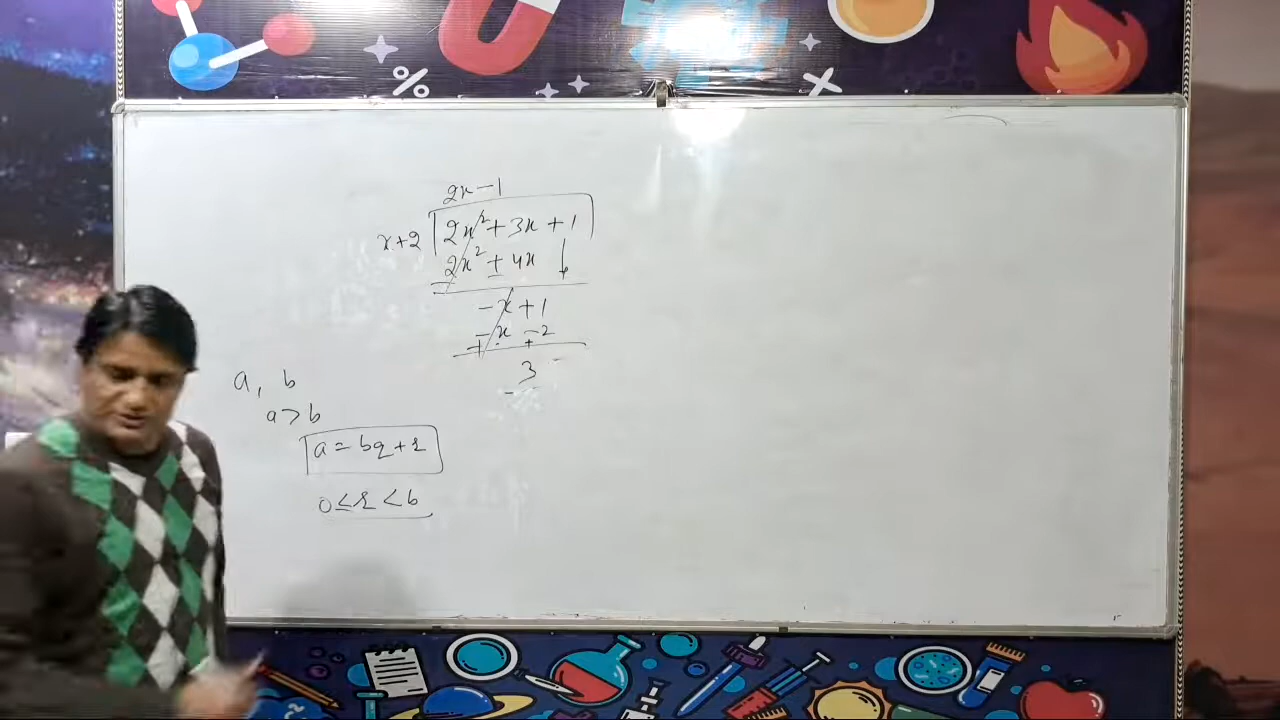 2x - 1
x+2 2x² + 3x + 1
2x² + 4x
- x + 1
- x - 2
+ +
3
a, b
a > b
a = bq + r
0 ≤ r < b
%